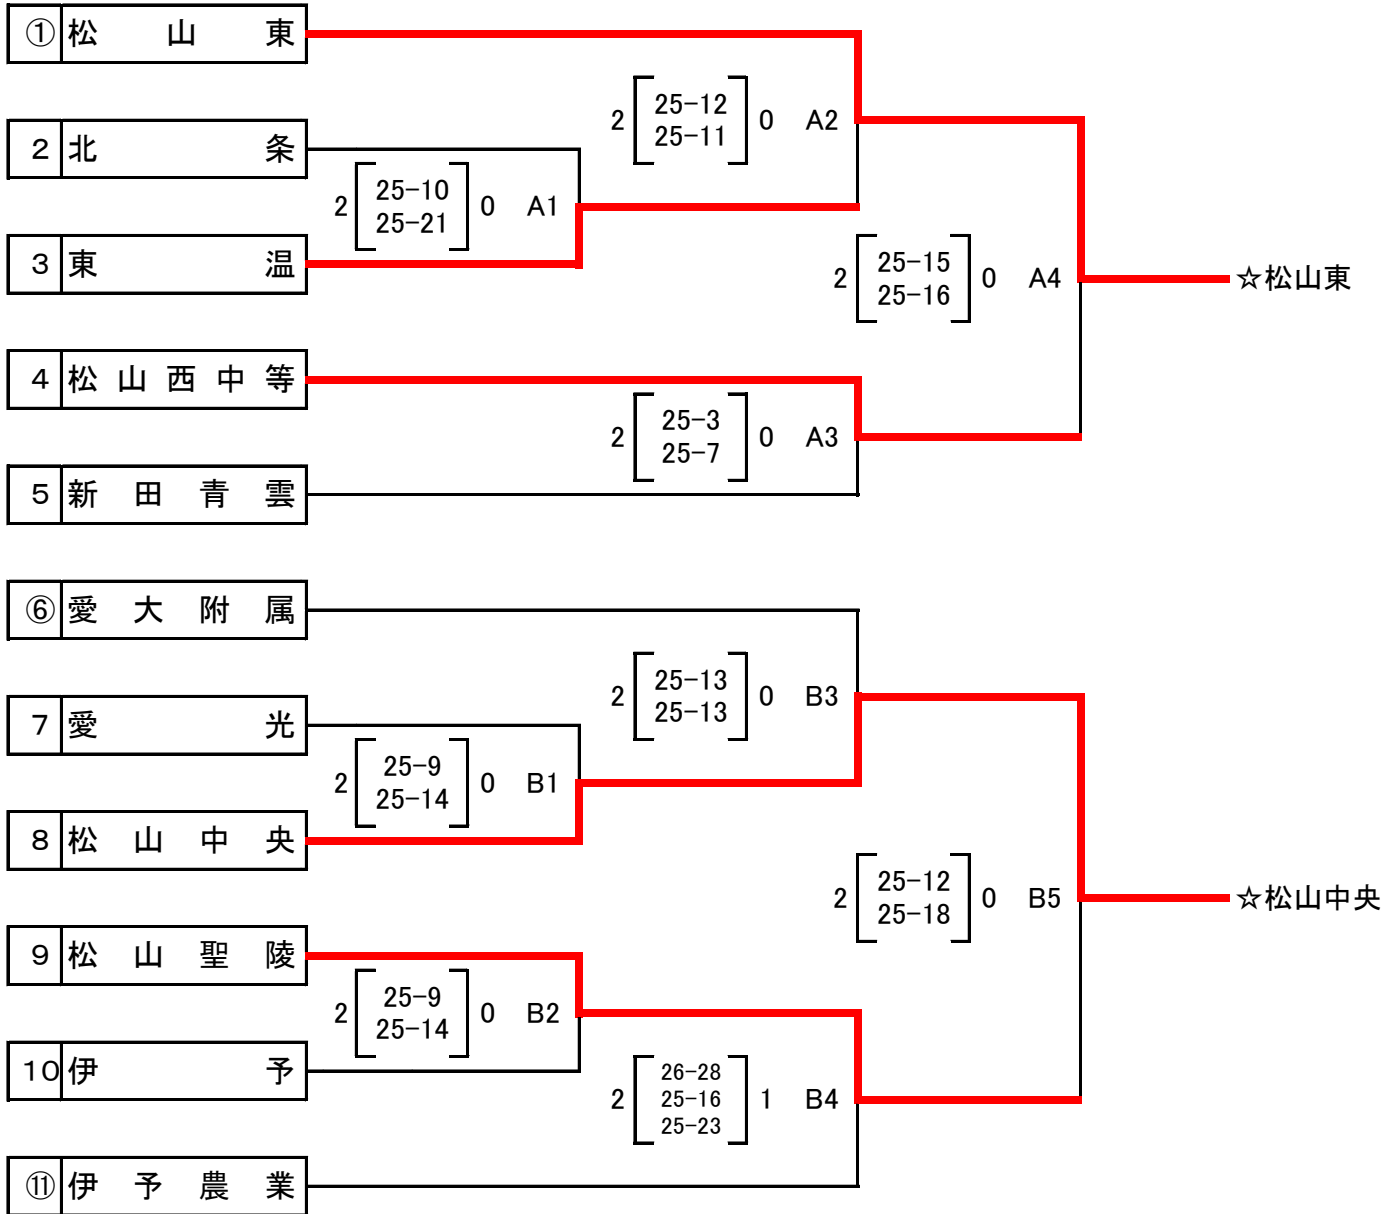 ① 松山東
2 [25-12 25-11] 0 A2
2 北条
2 [25-10 25-21] 0 A1
3 東温
2 [25-15 25-16] 0 A4
☆松山東
4 松山西中等
2 [25-3 25-7] 0 A3
5 新田青雲
⑥ 愛大附属
2 [25-13 25-13] 0 B3
7 愛光
2 [25-9 25-14] 0 B1
8 松山中央
2 [25-12 25-18] 0 B5
☆松山中央
9 松山聖陵
2 [25-9 25-14] 0 B2
10 伊予
2 [26-28 25-16 25-23] 1 B4
⑪ 伊予農業